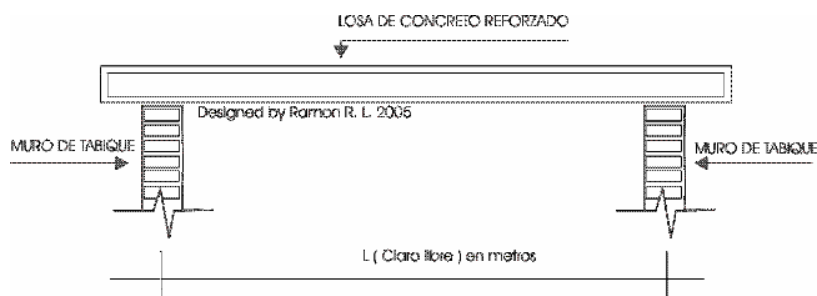 LOSA DE CONCRETO REFORZADO
Designed by Ramon R. L. 2005
MURO DE TABIQUE
MURO DE TABIQUE
L ( Claro libre ) en metros